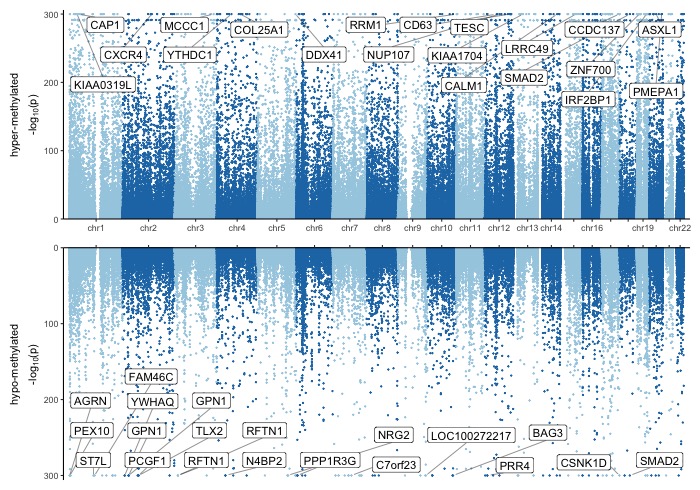 300
CAP1
MCCC1
COL25A1
RRM1
CD63
TESC
CCDC137
ASXL1
CXCR4
YTHDC1
DDX41
NUP107
KIAA1704
LRRC49
KIAA0319L
CALM1
SMAD2
ZNF700
IRF2BP1
PMEPA1
200
100
0
hyper-methylated
-log10(p)
chr1 chr2 chr3 chr4 chr5 chr6 chr7 chr8 chr9 chr10 chr11 chr12 chr13 chr14 chr16 chr19 chr22
0
100
200
300
hypo-methylated
-log10(p)
FAM46C
AGRN
YWHAQ
GPN1
PEX10
GPN1
TLX2
RFTN1
NRG2
LOC100272217
BAG3
ST7L
PCGF1
RFTN1
N4BP2
PPP1R3G
C7orf23
PRR4
CSNK1D
SMAD2